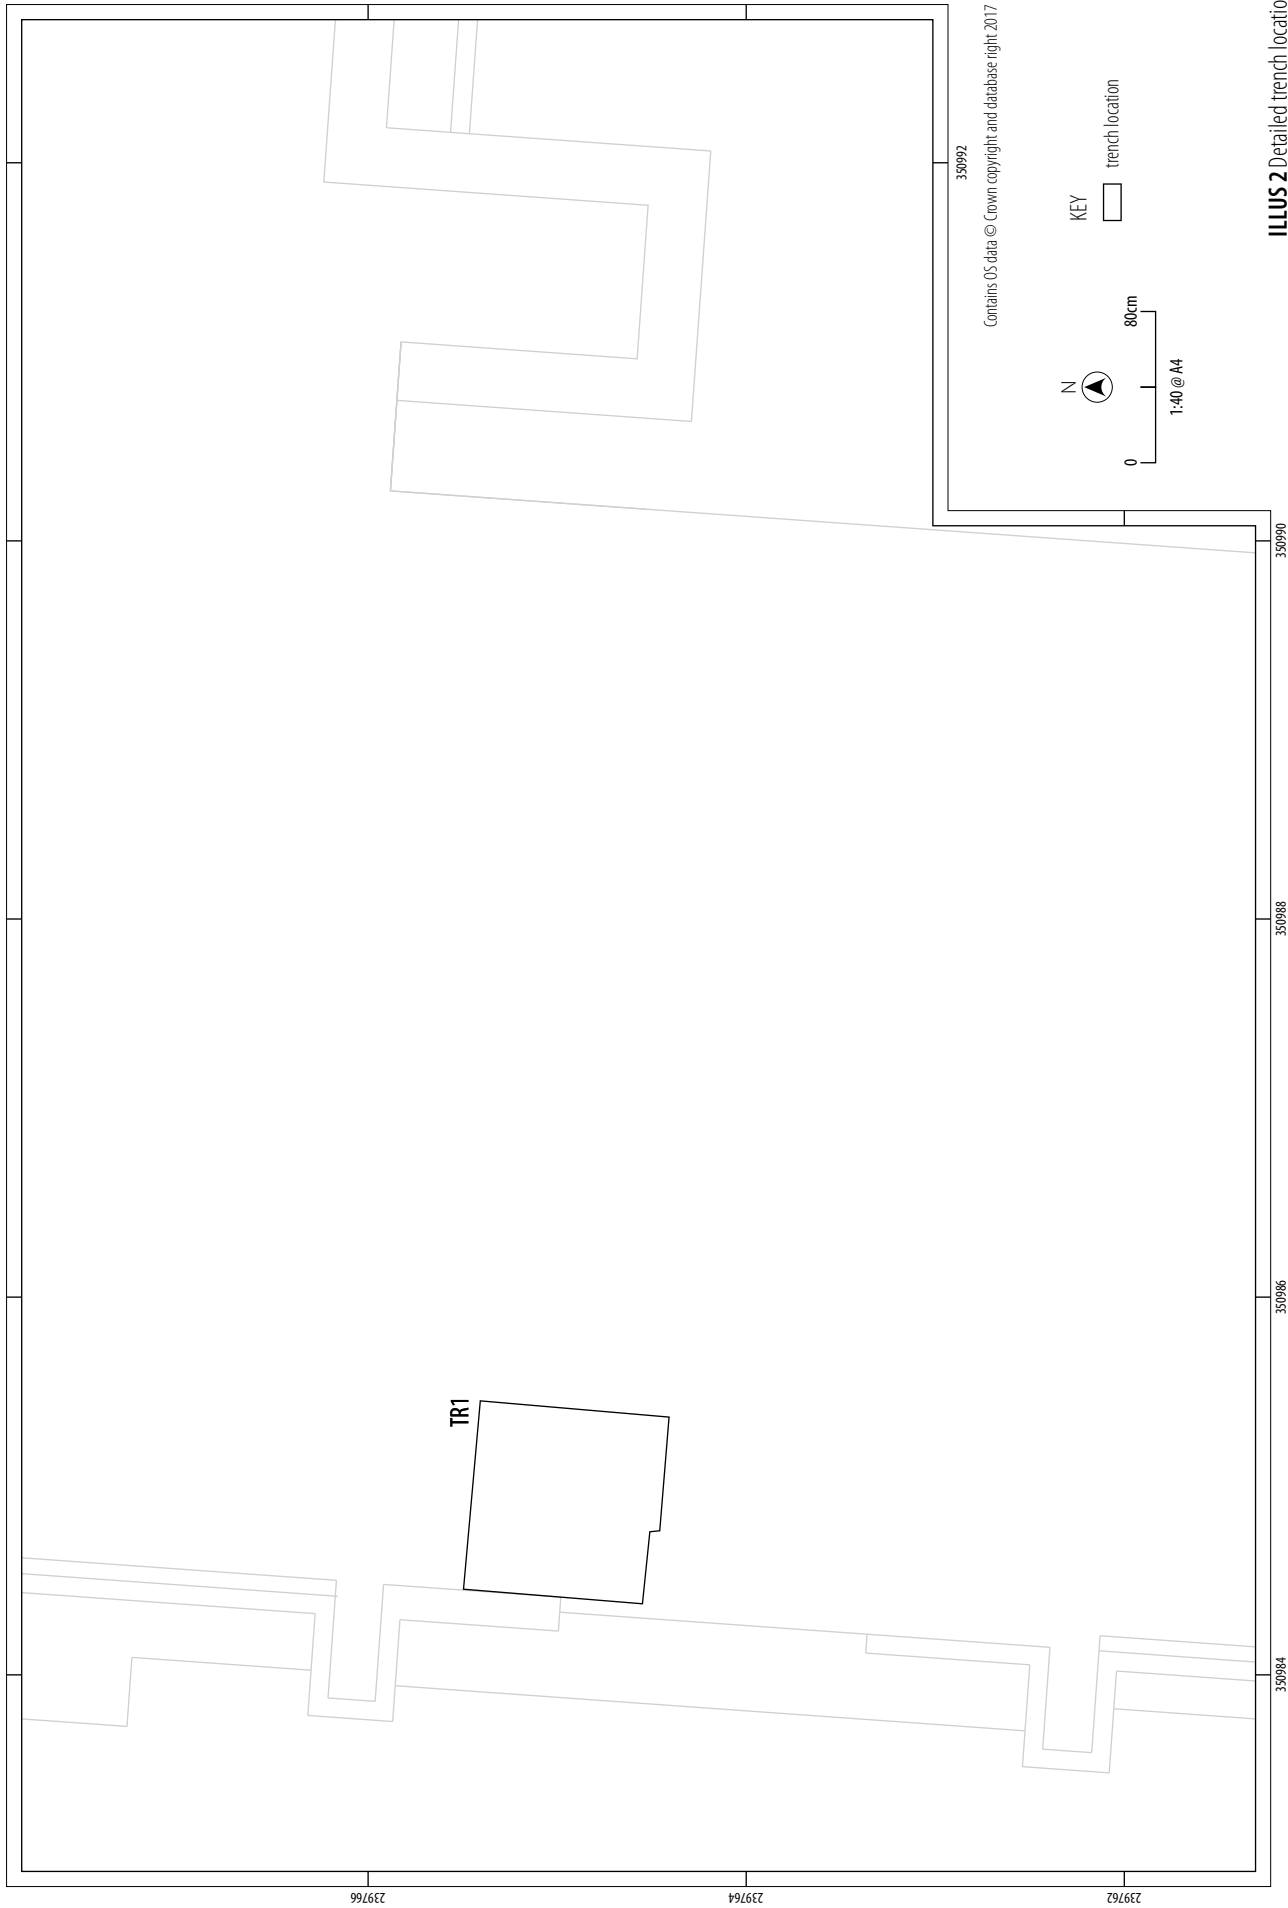 TR1
239766
239764
239762
350984
350986
350988
350990
350992
Contains OS data © Crown copyright and database right 2017
KEY
trench location
N
0
80cm
1:40 @ A4
ILLUS 2 Detailed trench locatio